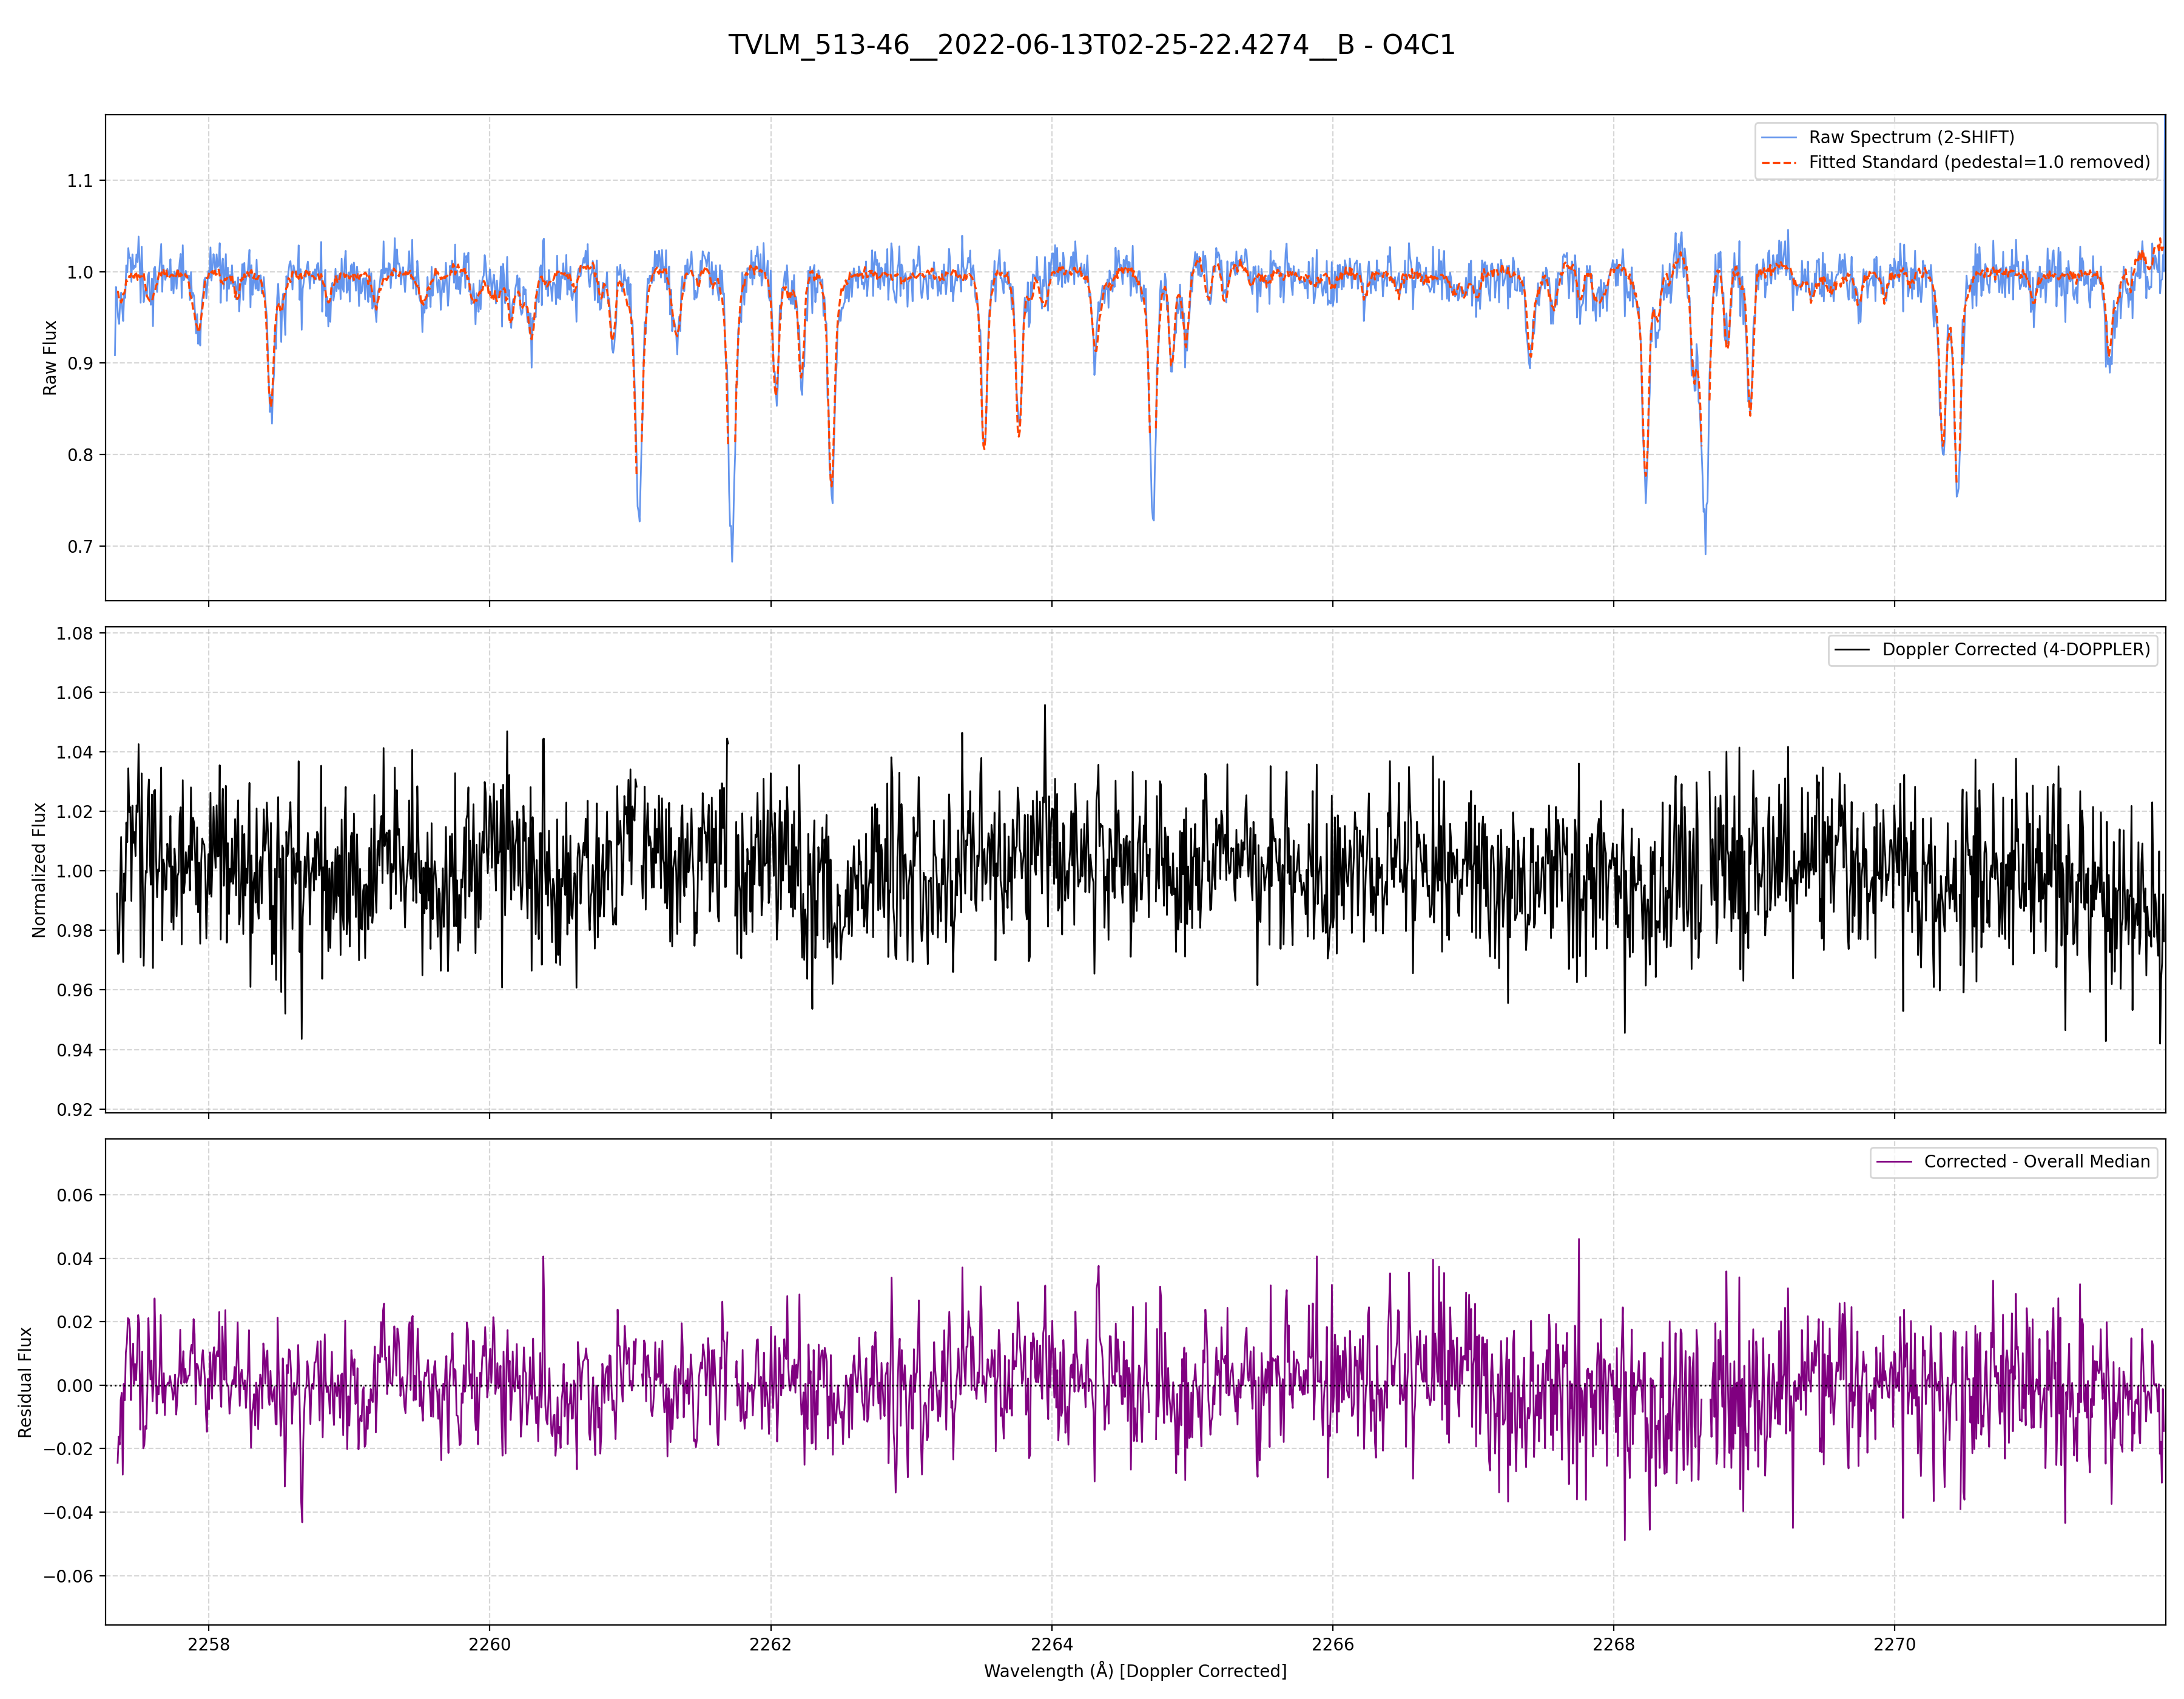 TVLM_513-46__2022-06-13T02-25-22.4274__B - O4C1
Raw Spectrum (2-SHIFT)
Fitted Standard (pedestal=1.0 removed)
1.1
1.0
0.9
0.8
0.7
Raw Flux
Doppler Corrected (4-DOPPLER)
1.08
1.06
1.04
1.02
1.00
0.98
0.96
0.94
0.92
Normalized Flux
Corrected - Overall Median
0.06
0.04
0.02
0.00
−0.02
−0.04
−0.06
Residual Flux
2258 2260 2262 2264 2266 2268 2270
Wavelength (Å) [Doppler Corrected]